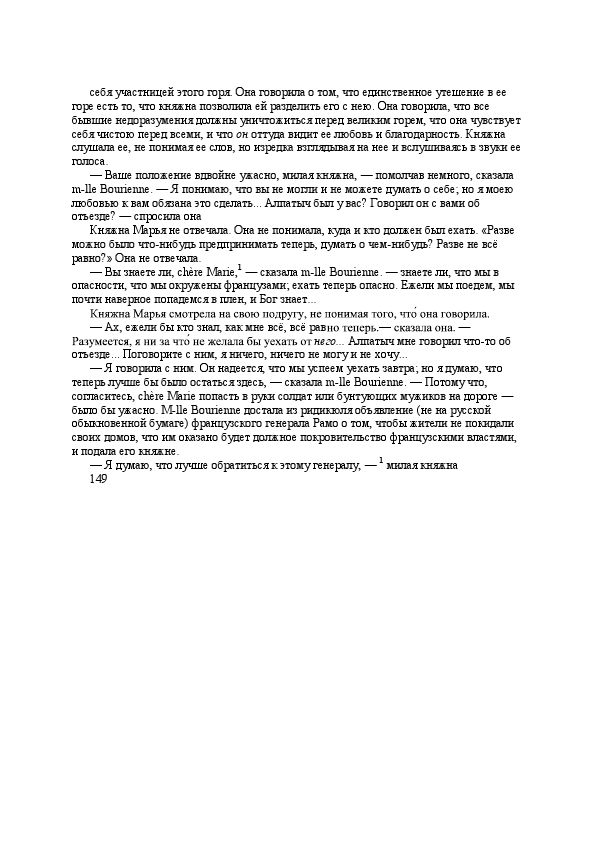 себя участницей этого горя. Она говорила о том, что единственное утешение в ее
горе есть то, что княжна позволила ей разделить его с нею. Она говорила, что все
бывшие недоразумения должны уничтожиться перед великим горем, что она чувствует
себя чистою перед всеми, и что он оттуда видит ее любовь и благодарность. Княжна
слушала ее, не понимая ее слов, но изредка взглядывая на нее и вслушиваясь в звуки ее
голоса.
— Ваше положение вдвойне ужасно, милая княжна, — помолчав немного, сказала
m-lle Bourienne. — Я понимаю, что вы не могли и не можете думать о себе; но я моею
любовью к вам обязана это сделать... Алпатыч был у вас? Говорил он с вами об
отъезде? — спросила она
Княжна Марья не отвечала. Она не понимала, куда и кто должен был ехать. «Разве
можно было что-нибудь предпринимать теперь, думать о чем-нибудь? Разве не всё
равно?» Она не отвечала.
— Вы знаете ли, chère Marie,¹ — сказала m-lle Bourienne. — знаете ли, что мы в
опасности, что мы окружены французами; ехать теперь опасно. Ежели мы поедем, мы
почти наверное попадемся в плен, и Бог знает...
Княжна Марья смотрела на свою подругу, не понимая того, что́ она говорила.
— Ах, ежели бы кто знал, как мне всё, всё равно теперь.— сказала она. —
Разумеется, я ни за что́ не желала бы уехать от него... Алпатыч мне говорил что-то об
отъезде... Поговорите с ним, я ничего, ничего не могу и не хочу...
— Я говорила с ним. Он надеется, что мы успеем уехать завтра; но я думаю, что
теперь лучше бы было остаться здесь, — сказала m-lle Bourienne. — Потому что,
согласитесь, chère Marie попасть в руки солдат или бунтующих мужиков на дороге —
было бы ужасно. M-lle Bourienne достала из ридикюля объявление (не на русской
обыкновенной бумаге) французского генерала Рамо о том, чтобы жители не покидали
своих домов, что им оказано будет должное покровительство французскими властями,
и подала его княжне.
— Я думаю, что лучше обратиться к этому генералу, — ¹ милая княжна
149